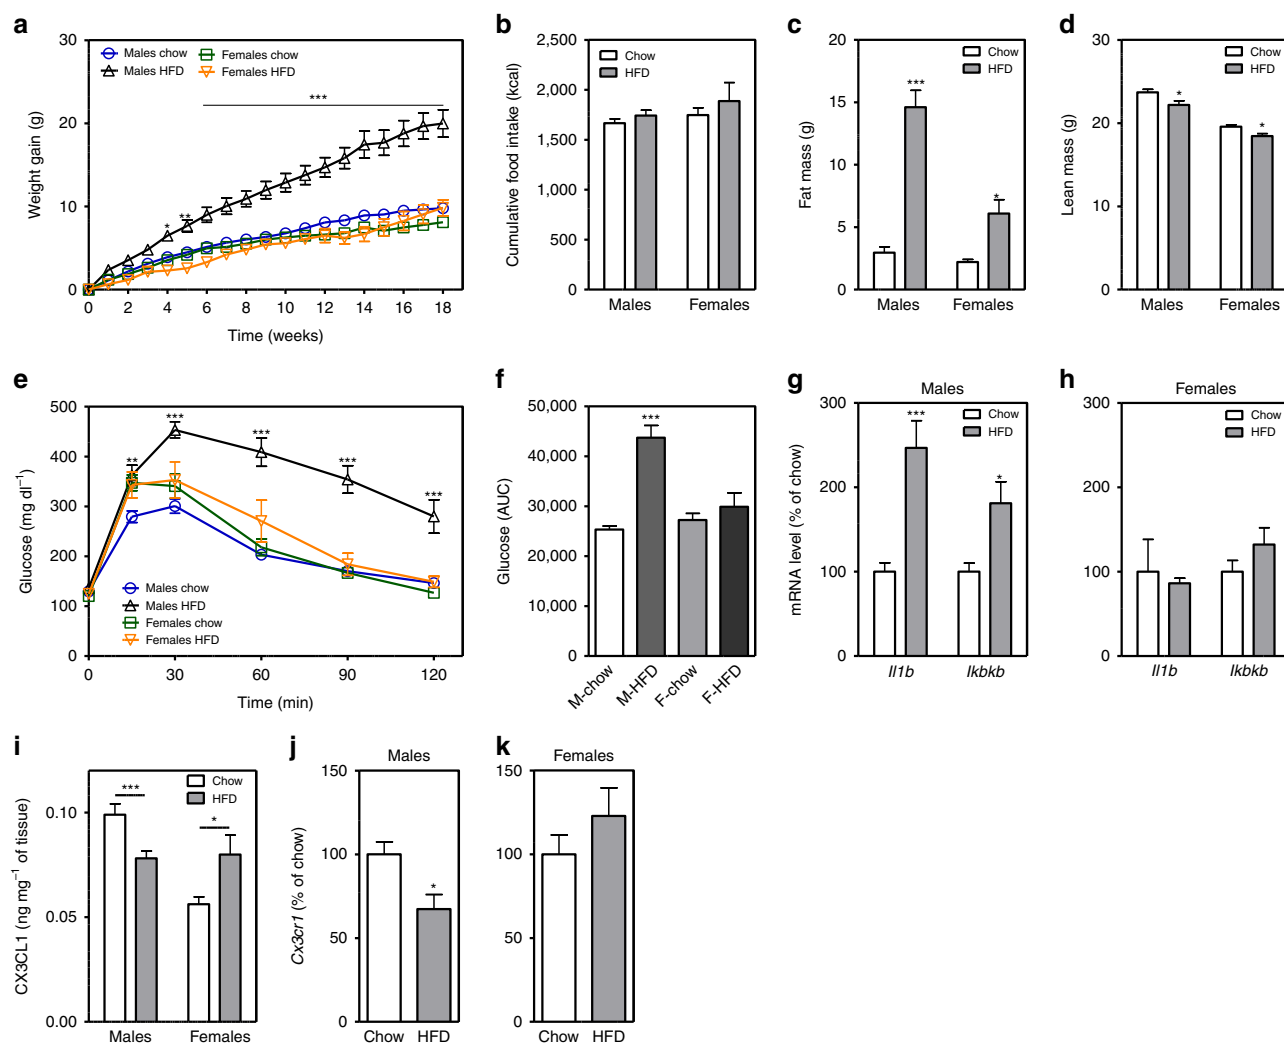 a
Weight gain (g)
30
20
10
0
0 2 4 6 8 10 12 14 16 18
Time (weeks)
Males chow
Males HFD
Females chow
Females HFD
*
**
***
b
Cumulative food intake (kcal)
2,500
2,000
1,500
1,000
500
0
Chow
HFD
Males Females
c
Fat mass (g)
20
15
10
5
0
Chow
HFD
***
*
Males Females
d
Lean mass (g)
30
20
10
0
Chow
HFD
*
*
Males Females
e
Glucose (mg dl⁻¹)
500
400
300
200
100
0
** *** *** *** ***
Males chow
Males HFD
Females chow
Females HFD
0 30 60 90 120
Time (min)
f
Glucose (AUC)
50,000
40,000
30,000
20,000
10,000
0
***
M-chow M-HFD F-chow F-HFD
g
Males
mRNA level (% of chow)
300
200
100
0
Chow
HFD
***
*
Il1b Ikbkb
h
Females
300
200
100
0
Chow
HFD
Il1b Ikbkb
i
CX3CL1 (ng mg⁻¹ of tissue)
0.10
0.05
0.00
Chow
HFD
***
*
Males Females
j
Males
Cx3cr1 (% of chow)
150
100
50
0
*
Chow HFD
k
Females
150
100
50
0
Chow HFD